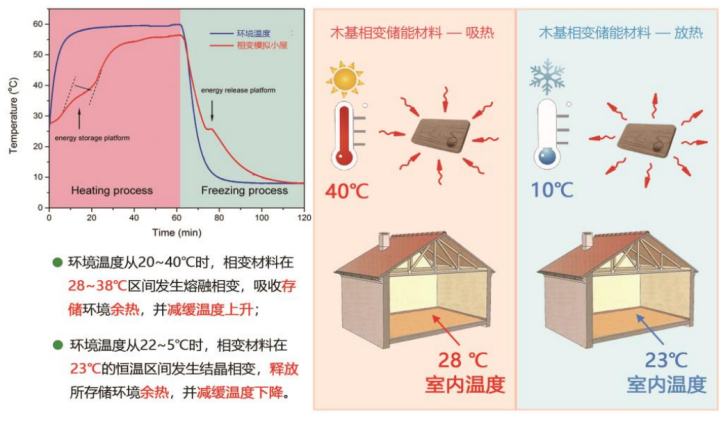 60
50
40
30
20
10
0
Temperature (℃)
环境温度
相变模拟小屋
energy storage platform
energy release platform
Heating process
Freezing process
0
20
40
60
80
100
120
Time (min)
环境温度从20~40℃时，相变材料在
28~38℃区间发生熔融相变，吸收存
储环境余热，并减缓温度上升；
环境温度从22~5℃时，相变材料在
23℃的恒温区间发生结晶相变，释放
所存储环境余热，并减缓温度下降。
木基相变储能材料 — 吸热
40℃
28 ℃
室内温度
木基相变储能材料 — 放热
10℃
23℃
室内温度